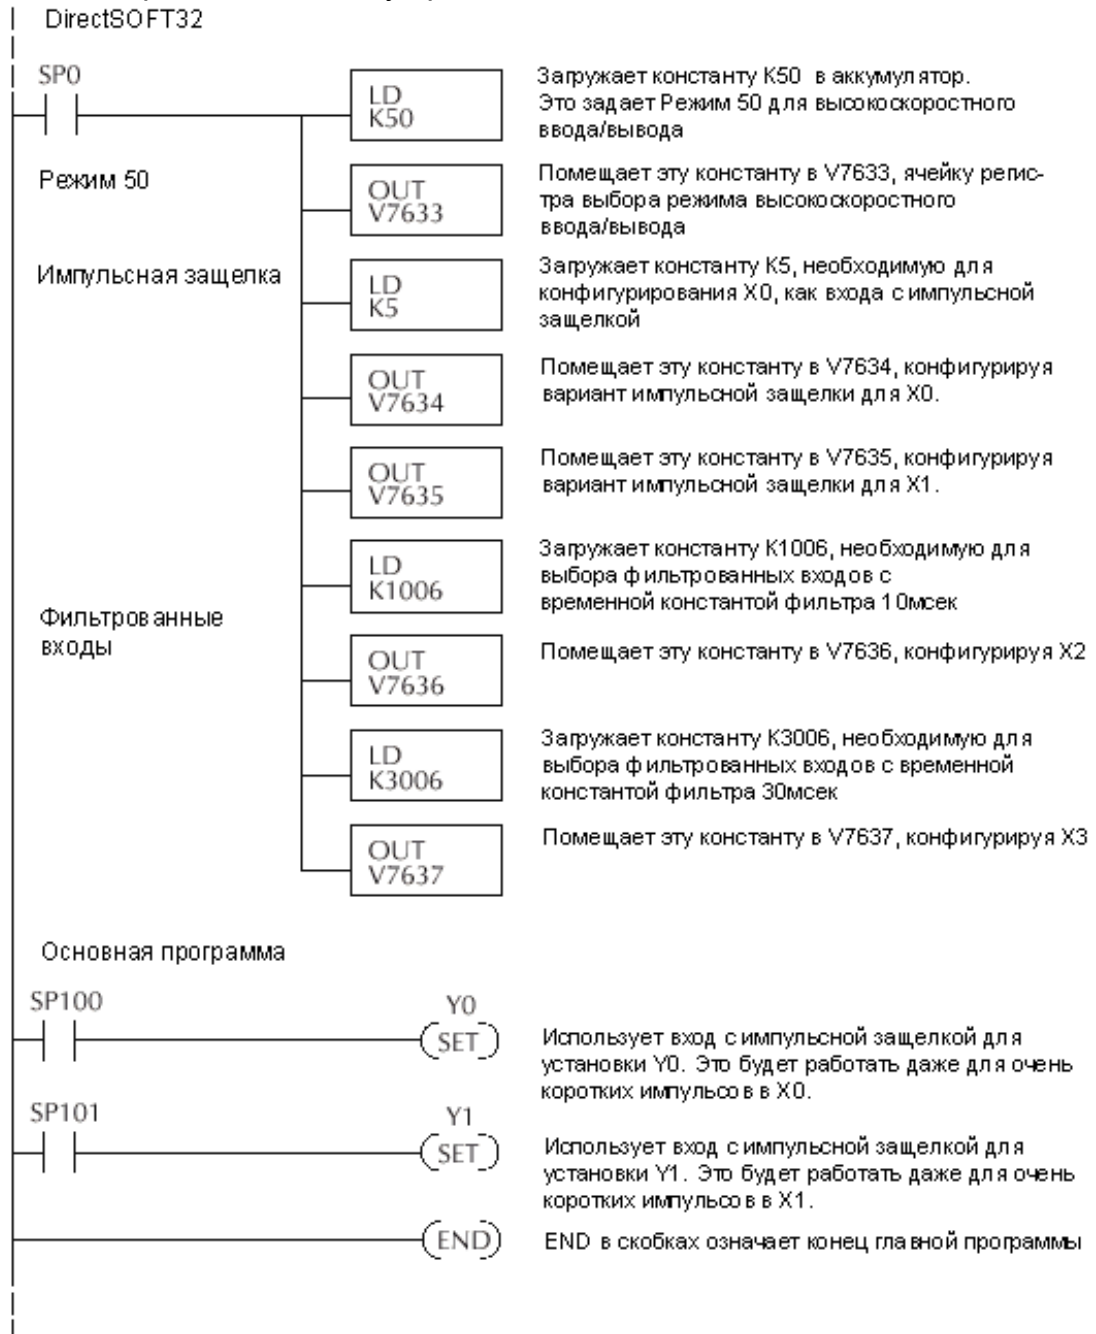 DirectSOFT32
SP0
LD
K50
Загружает константу K50 в аккумулятор.
Это задает Режим 50 для высокоскоростного
ввода/вывода
Режим 50
OUT
V7633
Помещает эту константу в V7633, ячейку регис-
тра выбора режима высокоскоростного
ввода/вывода
Импульсная защелка
LD
K5
Загружает константу K5, необходимую для
конфигурирования X0, как входа с импульсной
защелкой
OUT
V7634
Помещает эту константу в V7634, конфигурируя
вариант импульсной защелки для X0.
OUT
V7635
Помещает эту константу в V7635, конфигурируя
вариант импульсной защелки для X1.
LD
K1006
Загружает константу K1006, необходимую для
выбора фильтрованных входов с
временной константой фильтра 10мсек
Фильтрованные
входы
OUT
V7636
Помещает эту константу в V7636, конфигурируя X2
LD
K3006
Загружает константу K3006, необходимую для
выбора фильтрованных входов с временной
константой фильтра 30мсек
OUT
V7637
Помещает эту константу в V7637, конфигурируя X3
Основная программа
SP100
Y0
SET
Использует вход с импульсной защелкой для
установки Y0. Это будет работать даже для очень
коротких импульсов в X0.
SP101
Y1
SET
Использует вход с импульсной защелкой для
установки Y1. Это будет работать даже для очень
коротких импульсов в X1.
END
END в скобках означает конец главной программы